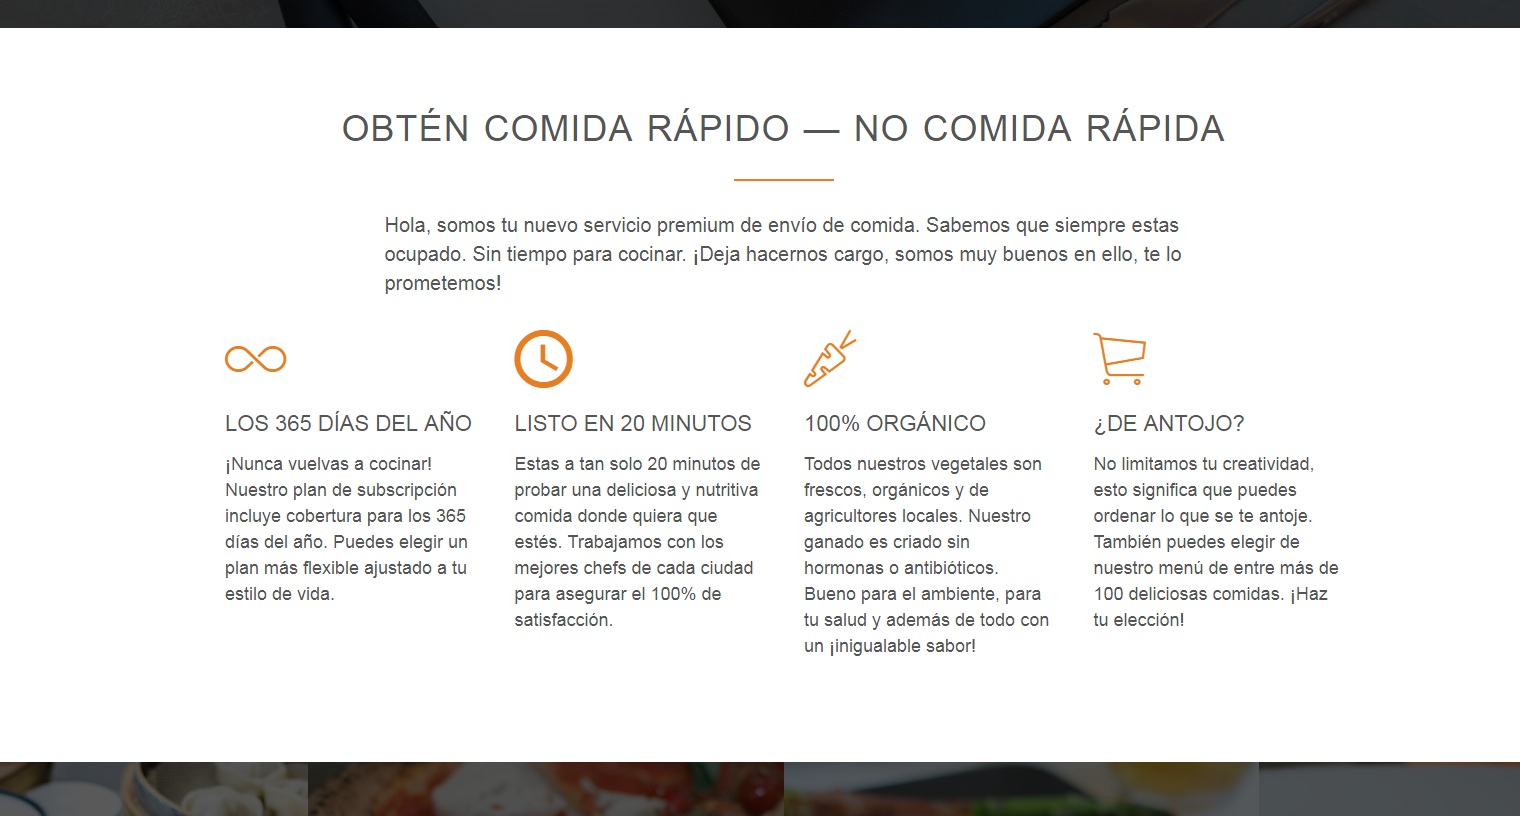 OBTÉN COMIDA RÁPIDO — NO COMIDA RÁPIDA
Hola, somos tu nuevo servicio premium de envío de comida. Sabemos que siempre estas
ocupado. Sin tiempo para cocinar. ¡Deja hacernos cargo, somos muy buenos en ello, te lo
prometemos!
LOS 365 DÍAS DEL AÑO
¡Nunca vuelvas a cocinar!
Nuestro plan de subscripción
incluye cobertura para los 365
días del año. Puedes elegir un
plan más flexible ajustado a tu
estilo de vida.
LISTO EN 20 MINUTOS
Estas a tan solo 20 minutos de
probar una deliciosa y nutritiva
comida donde quiera que
estés. Trabajamos con los
mejores chefs de cada ciudad
para asegurar el 100% de
satisfacción.
100% ORGÁNICO
Todos nuestros vegetales son
frescos, orgánicos y de
agricultores locales. Nuestro
ganado es criado sin
hormonas o antibióticos.
Bueno para el ambiente, para
tu salud y además de todo con
un ¡inigualable sabor!
¿DE ANTOJO?
No limitamos tu creatividad,
esto significa que puedes
ordenar lo que se te antoje.
También puedes elegir de
nuestro menú de entre más de
100 deliciosas comidas. ¡Haz
tu elección!